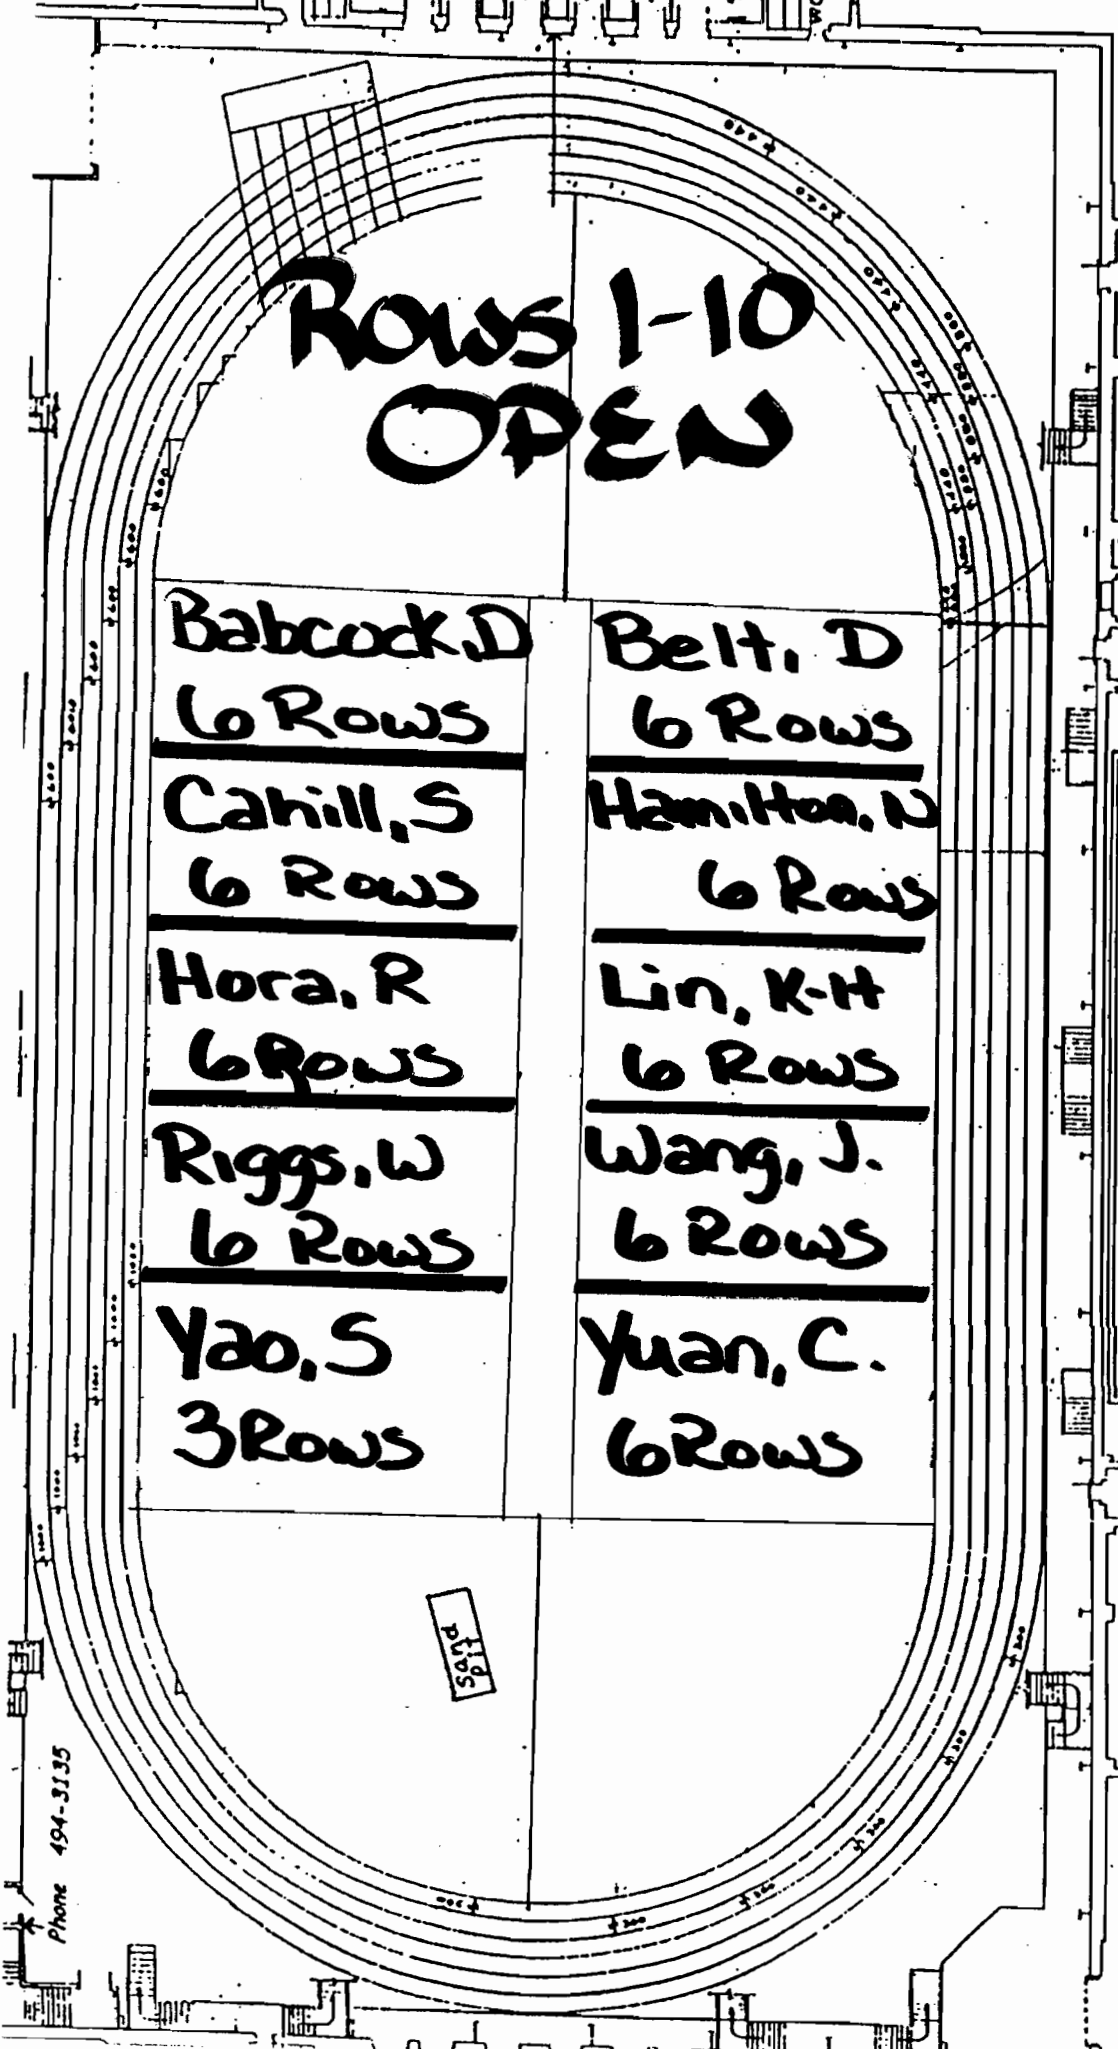 ROWS 1-10
OPEN
Babcock, D
6 ROWS
Belt, D
6 ROWS
Cahill, S
6 ROWS
Hamilton, N
6 ROWS
Hora, R
6 ROWS
Lin, K-H
6 ROWS
Riggs, W
6 ROWS
Wang, J.
6 ROWS
Yao, S
3 ROWS
Yuan, C.
6 ROWS
Sand
pit
Phone 494-3135